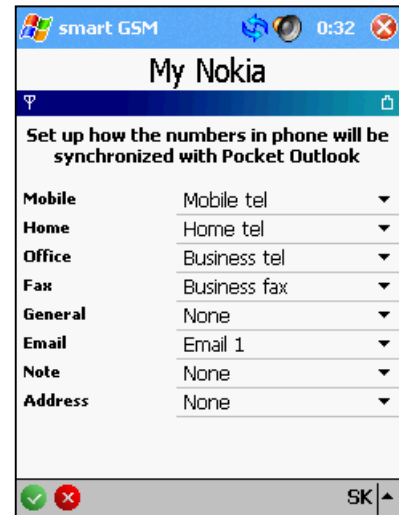 smart GSM 0:32
My Nokia
Set up how the numbers in phone will be
synchronized with Pocket Outlook
Mobile Mobile tel
Home Home tel
Office Business tel
Fax Business fax
General None
Email Email 1
Note None
Address None
SK